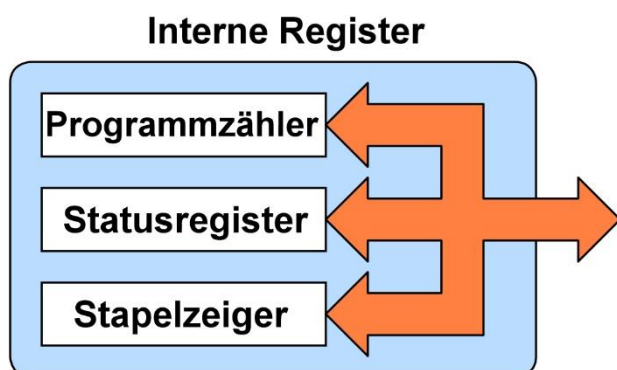 Interne Register
Programmzähler
Statusregister
Stapelzeiger